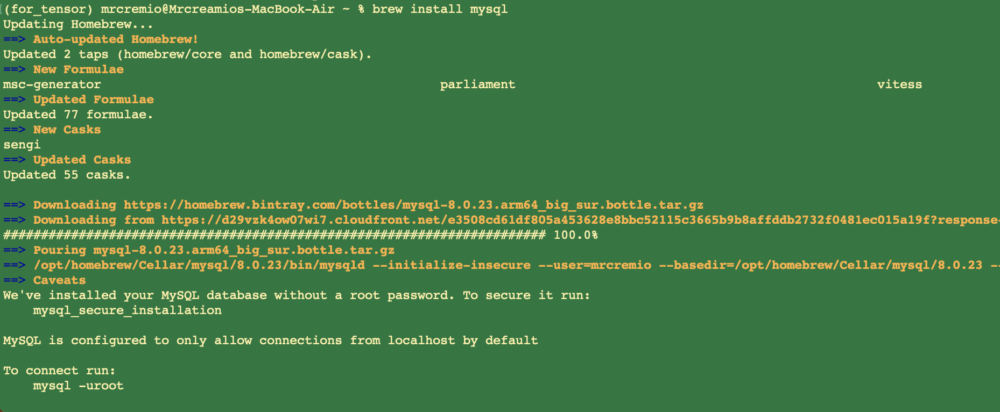 (for_tensor) mrcremio@Mrcreamios-MacBook-Air ~ % brew install mysql
Updating Homebrew...
==> Auto-updated Homebrew!
Updated 2 taps (homebrew/core and homebrew/cask).
==> New Formulae
msc-generator parliament vitess
==> Updated Formulae
Updated 77 formulae.
==> New Casks
sengi
==> Updated Casks
Updated 55 casks.
==> Downloading https://homebrew.bintray.com/bottles/mysql-8.0.23.arm64_big_sur.bottle.tar.gz
==> Downloading from https://d29vzk4ow07wi7.cloudfront.net/e3508cd61df805a453628e8bbc52115c3665b9b8affddb2732f0481ec015a19f?response-
######################################################################## 100.0%
==> Pouring mysql-8.0.23.arm64_big_sur.bottle.tar.gz
==> /opt/homebrew/Cellar/mysql/8.0.23/bin/mysqld --initialize-insecure --user=mrcremio --basedir=/opt/homebrew/Cellar/mysql/8.0.23 --
==> Caveats
We've installed your MySQL database without a root password. To secure it run:
mysql_secure_installation
MySQL is configured to only allow connections from localhost by default
To connect run:
mysql -uroot